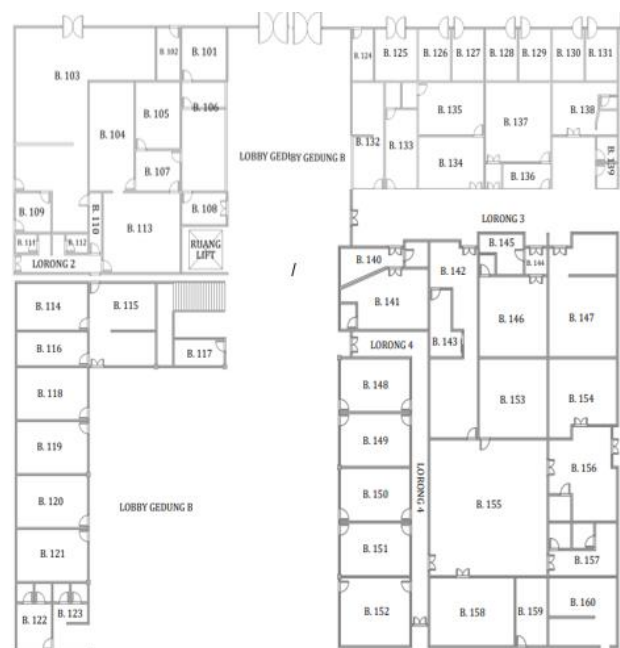 B. 102
B. 101
B. 124
B. 125
B. 126
B. 127
B. 128
B. 129
B. 130
B. 131
B. 103
B. 104
B. 105
B. 106
B. 135
B. 138
B. 137
B. 132
B. 133
LOBBY GEDUNG B
B. 107
B. 134
B. 136
B. 139
B. 109
B. 110
B. 113
B. 108
LORONG 3
B. 111
B. 112
RUANG
LIFT
LORONG 2
B. 140
B. 145
B. 144
B. 142
/
B. 141
B. 114
B. 115
B. 146
B. 147
B. 116
B. 117
LORONG 4
B. 143
B. 118
B. 148
B. 153
B. 154
B. 119
B. 149
B. 156
B. 120
LOBBY GEDUNG B
B. 150
LORONG 4
B. 155
B. 121
B. 151
B. 157
B. 122
B. 123
B. 152
B. 158
B. 159
B. 160